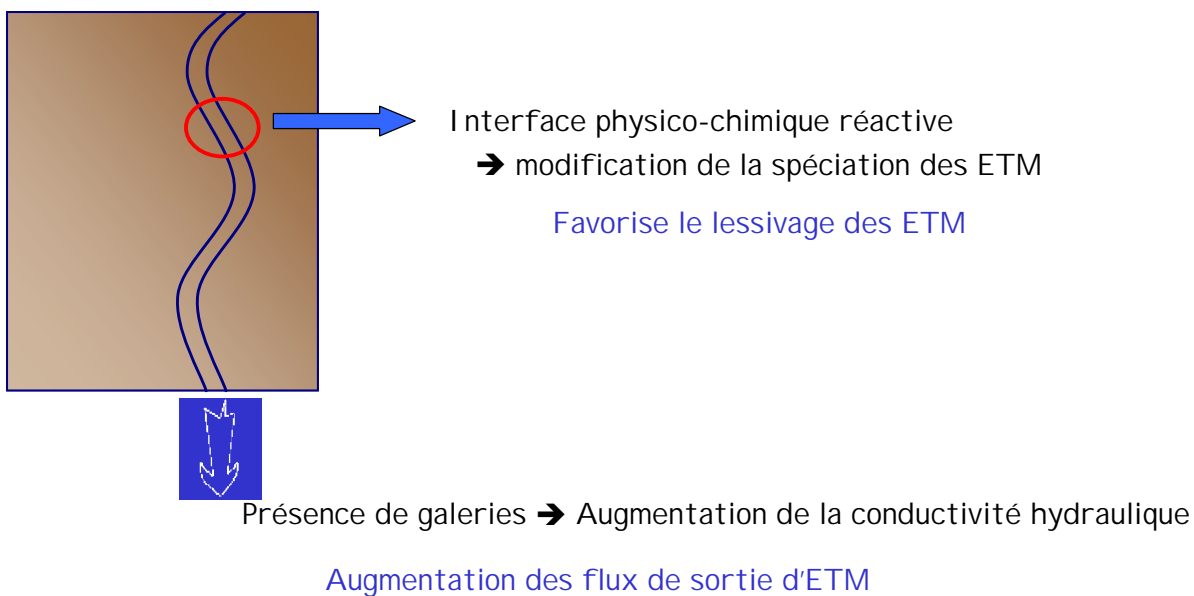 Interface physico-chimique réactive
➔ modification de la spéciation des ETM
Favorise le lessivage des ETM
Présence de galeries ➔ Augmentation de la conductivité hydraulique
Augmentation des flux de sortie d'ETM